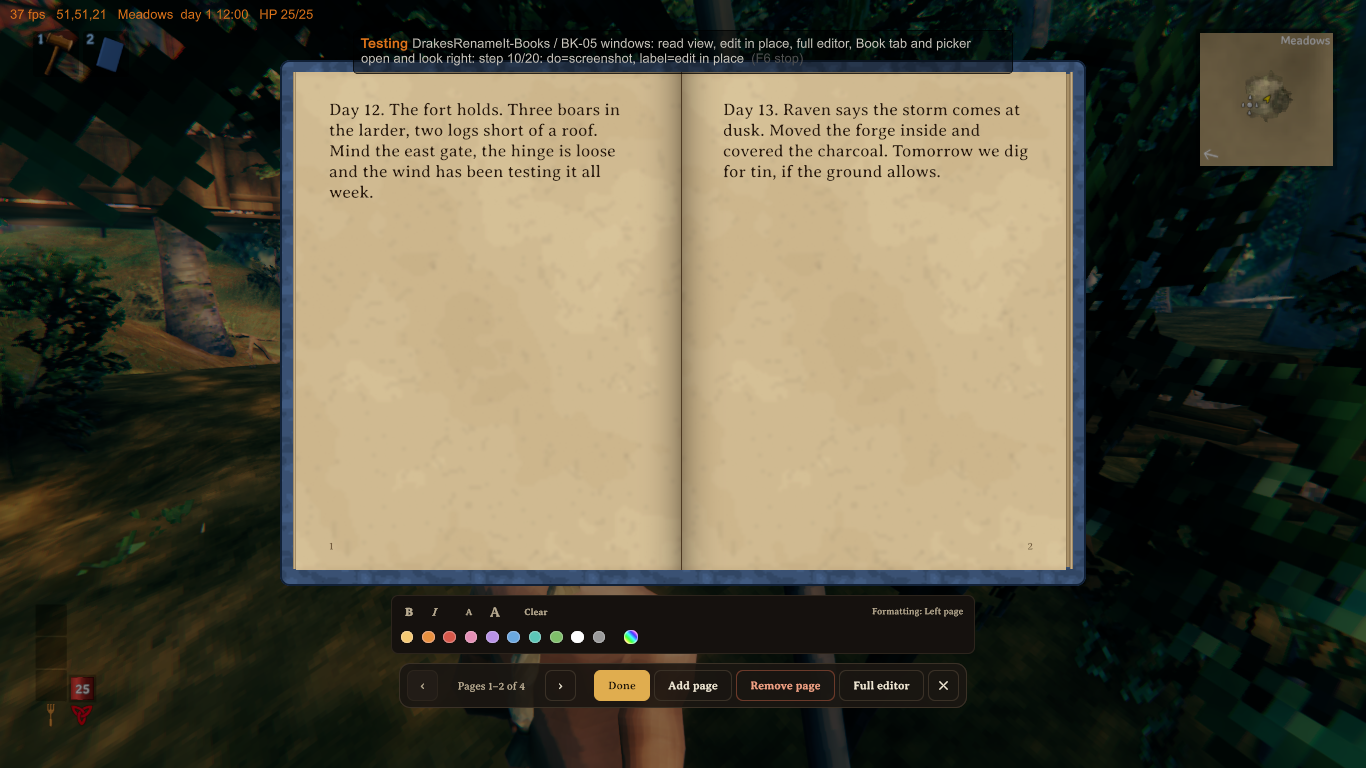 37 fps 51,51,21 Meadows day 1 12:00 HP 25/25
1 2
Testing DrakesRenameIt-Books / BK-05 windows: read view, edit in place, full editor, Book tab and picker
open and look right: step 10/20: do=screenshot, label=edit in place (F6 stop)
Meadows
Day 12. The fort holds. Three boars in
the larder, two logs short of a roof.
Mind the east gate, the hinge is loose
and the wind has been testing it all
week.
1
Day 13. Raven says the storm comes at
dusk. Moved the forge inside and
covered the charcoal. Tomorrow we dig
for tin, if the ground allows.
2
B I A A Clear Formatting: Left page
‹ Pages 1–2 of 4 › Done Add page Remove page Full editor ✕
25